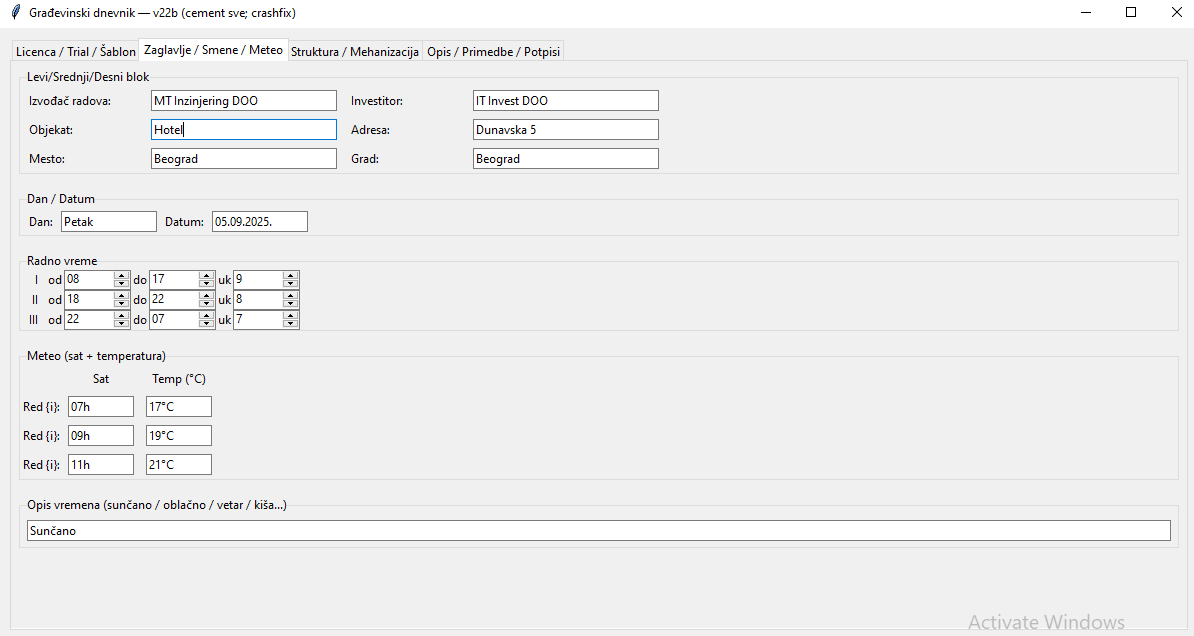 Građevinski dnevnik — v22b (cement sve; crashfix)
Licenca / Trial / Šablon Zaglavlje / Smene / Meteo Struktura / Mehanizacija Opis / Primedbe / Potpisi
Levi/Srednji/Desni blok
Izvođač radova: MT Inzinjering DOO Investitor: IT Invest DOO
Objekat: Hotel Adresa: Dunavska 5
Mesto: Beograd Grad: Beograd
Dan / Datum
Dan: Petak Datum: 05.09.2025.
Radno vreme
I od 08 do 17 uk 9
II od 18 do 22 uk 8
III od 22 do 07 uk 7
Meteo (sat + temperatura)
Sat Temp (°C)
Red {i}: 07h 17°C
Red {i}: 09h 19°C
Red {i}: 11h 21°C
Opis vremena (sunčano / oblačno / vetar / kiša...)
Sunčano
Activate Windows